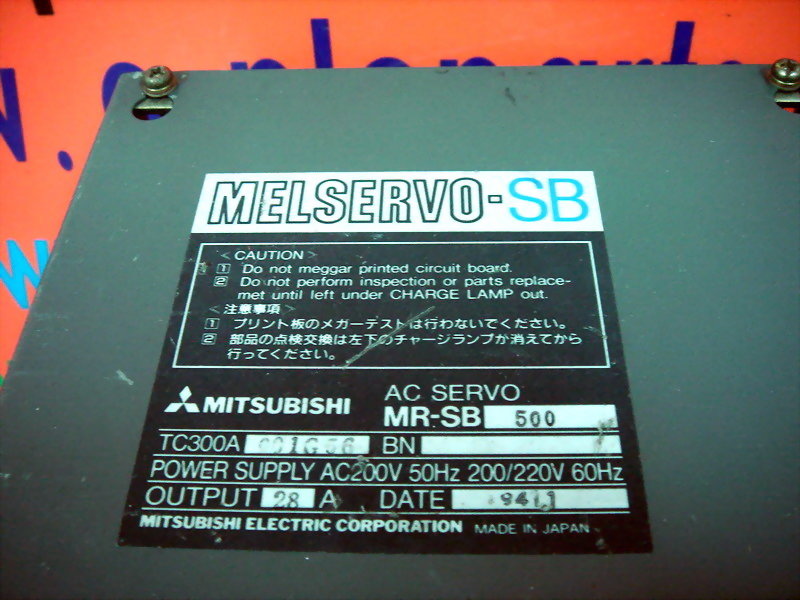 MELSERVO-SB
<CAUTION>
1 Do not meggar printed circuit board.
2 Do not perform inspection or parts replace-
met until left under CHARGE LAMP out.
<注意事項>
1 プリント板のメガーテストは行わないでください。
2 部品の点検交換は左下のチャージランプが消えてから
行ってください。
MITSUBISHI
AC SERVO
MR-SB 500
TC300A
BN
POWER SUPPLY AC200V 50Hz 200/220V 60Hz
OUTPUT 28 A DATE
MITSUBISHI ELECTRIC CORPORATION MADE IN JAPAN